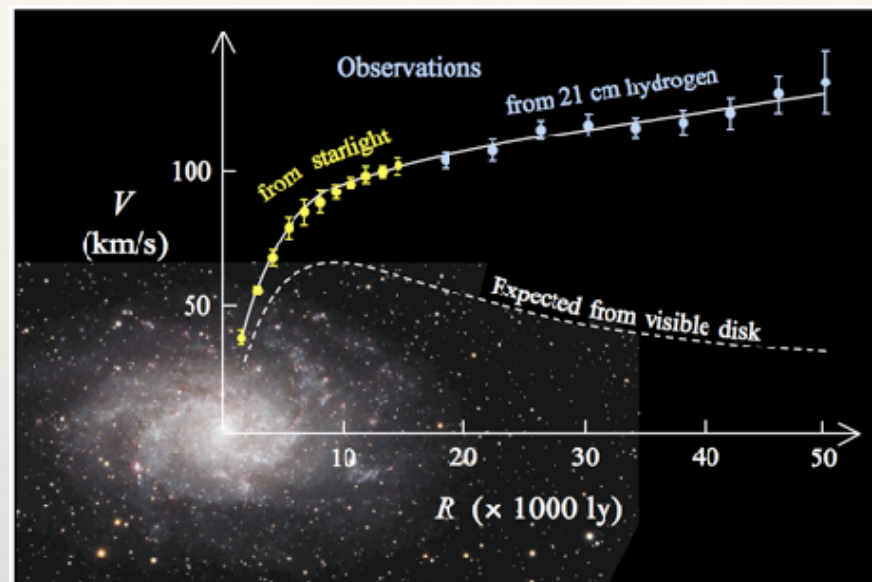 Observations
from 21 cm hydrogen
from starlight
100
V
(km/s)
50
Expected from visible disk
10 20 30 40 50
R (× 1000 ly)